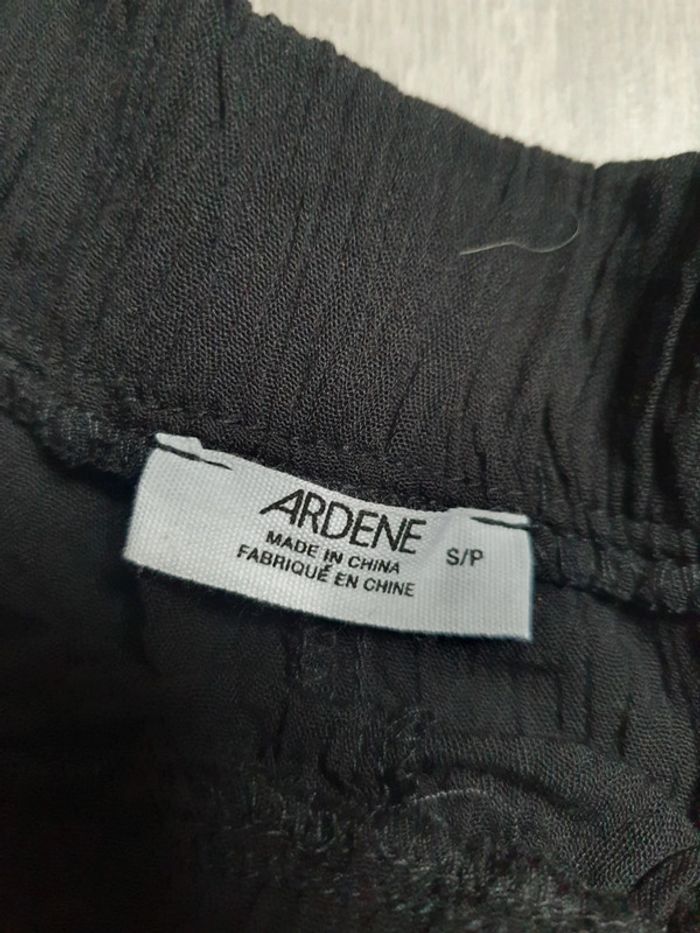 ARDENE
S/P
MADE IN CHINA
FABRIQUÉ EN CHINE